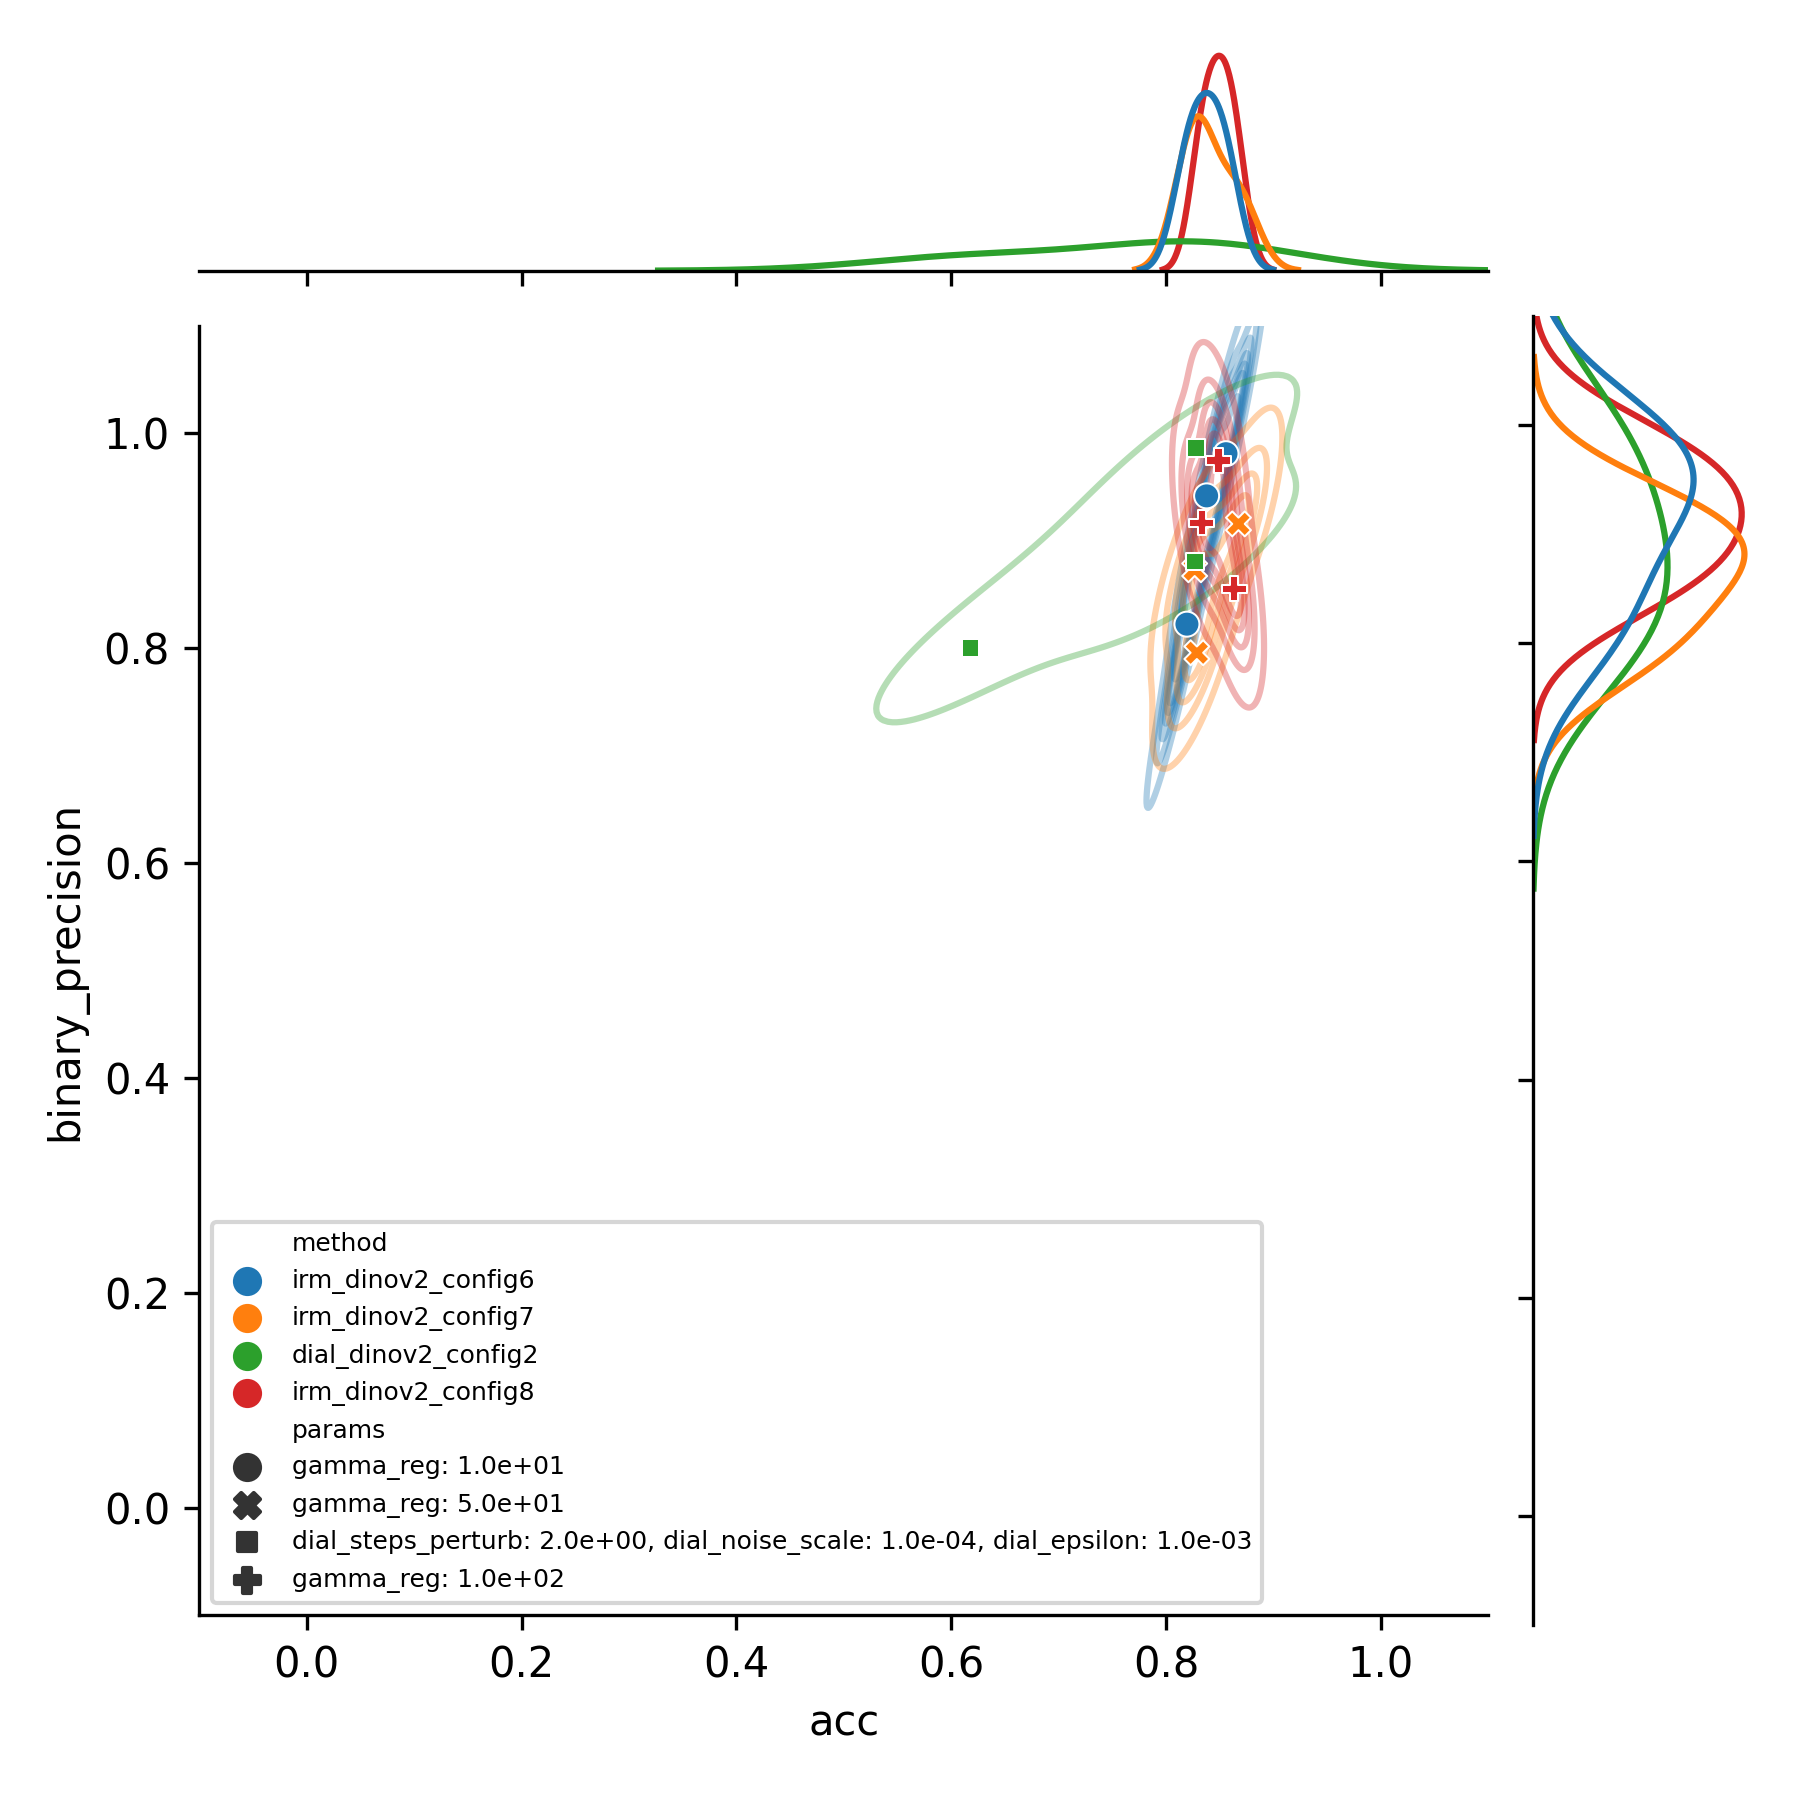 1.0
0.8
0.6
0.4
0.2
0.0
binary_precision
method
irm_dinov2_config6
irm_dinov2_config7
dial_dinov2_config2
irm_dinov2_config8
params
gamma_reg: 1.0e+01
gamma_reg: 5.0e+01
dial_steps_perturb: 2.0e+00, dial_noise_scale: 1.0e-04, dial_epsilon: 1.0e-03
gamma_reg: 1.0e+02
0.0 0.2 0.4 0.6 0.8 1.0
acc